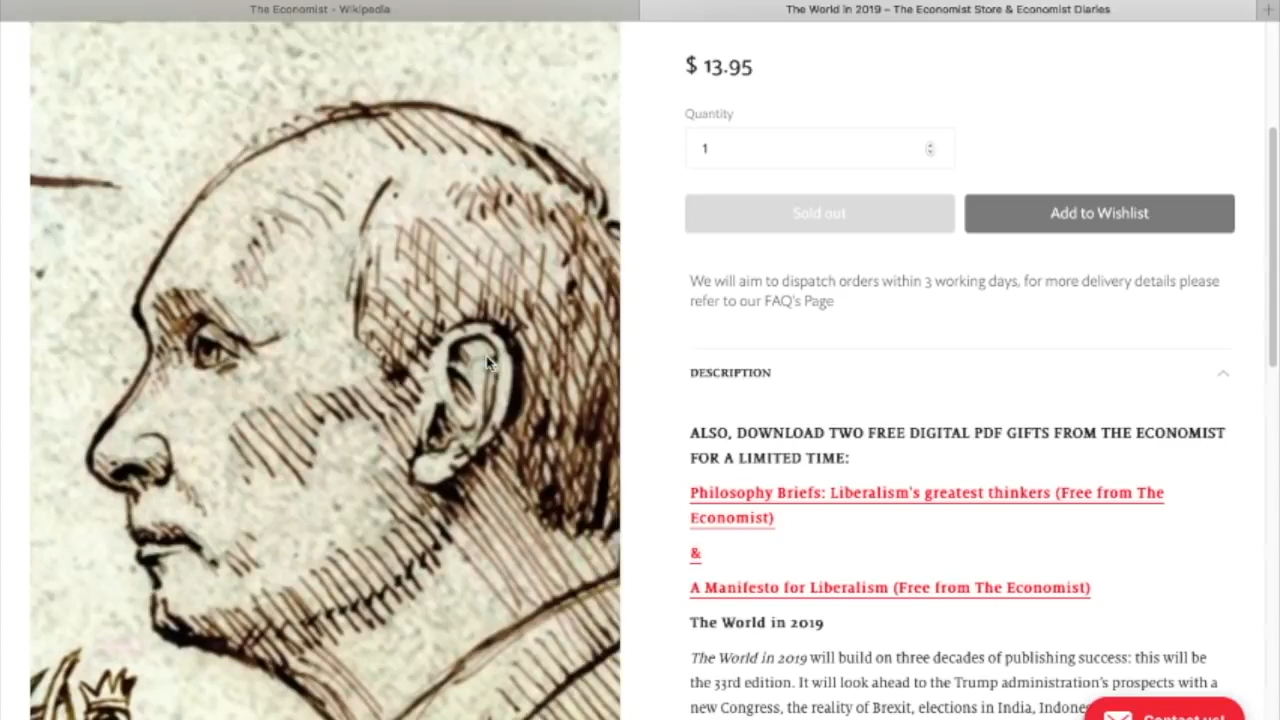 The Economist - Wikipedia
The World in 2019 – The Economist Store & Economist Diaries
$ 13.95
Quantity
1
Sold out
Add to Wishlist
We will aim to dispatch orders within 3 working days, for more delivery details please
refer to our FAQ's Page
DESCRIPTION
ALSO, DOWNLOAD TWO FREE DIGITAL PDF GIFTS FROM THE ECONOMIST
FOR A LIMITED TIME:
Philosophy Briefs: Liberalism's greatest thinkers (Free from The
Economist)
&
A Manifesto for Liberalism (Free from The Economist)
The World in 2019
The World in 2019 will build on three decades of publishing success: this will be
the 33rd edition. It will look ahead to the Trump administration's prospects with a
new Congress, the reality of Brexit, elections in India,
Contact us!